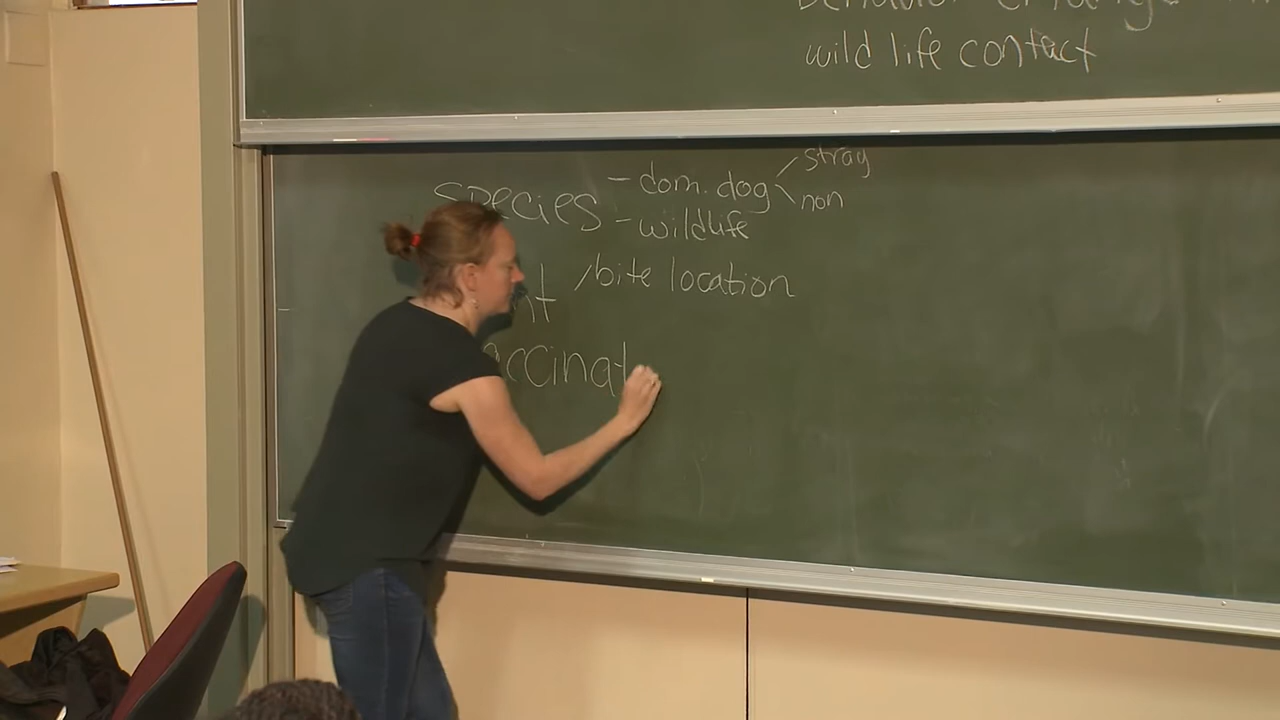 wild life contact
species - dom. dog / stray
\ non
- wildlife
/bite location
ccinat